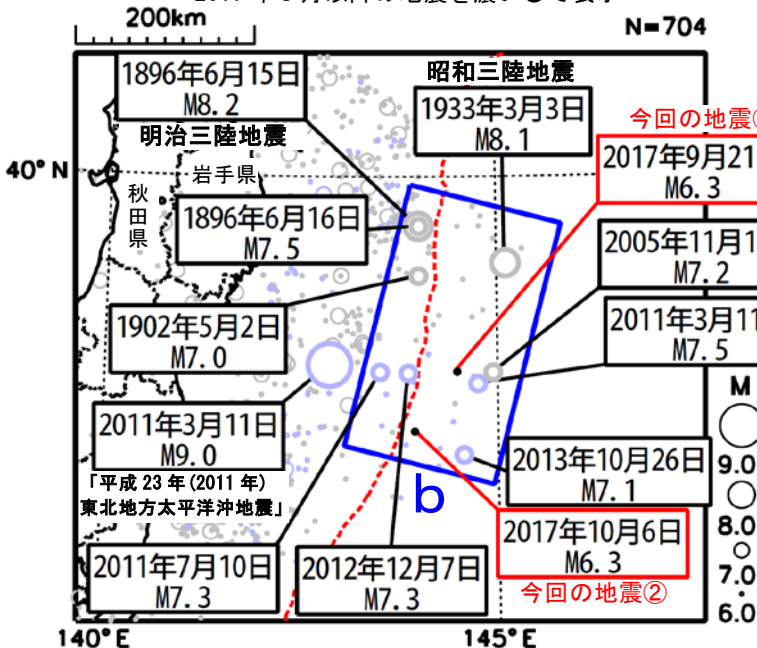 200km
N=704
1896年6月15日
M8.2
明治三陸地震
昭和三陸地震
1933年3月3日
M8.1
今回の地震①
2017年9月21
M6.3
40°N
岩手県
秋田県
1896年6月16日
M7.5
2005年11月1
M7.2
1902年5月2日
M7.0
2011年3月11
M7.5
2011年3月11日
M9.0
「平成23年(2011年)
東北地方太平洋沖地震」
b
2013年10月26日
M7.1
2017年10月6日
M6.3
今回の地震②
2011年7月10日
M7.3
2012年12月7日
M7.3
M
9.0
8.0
7.0
6.0
140°E
145°E